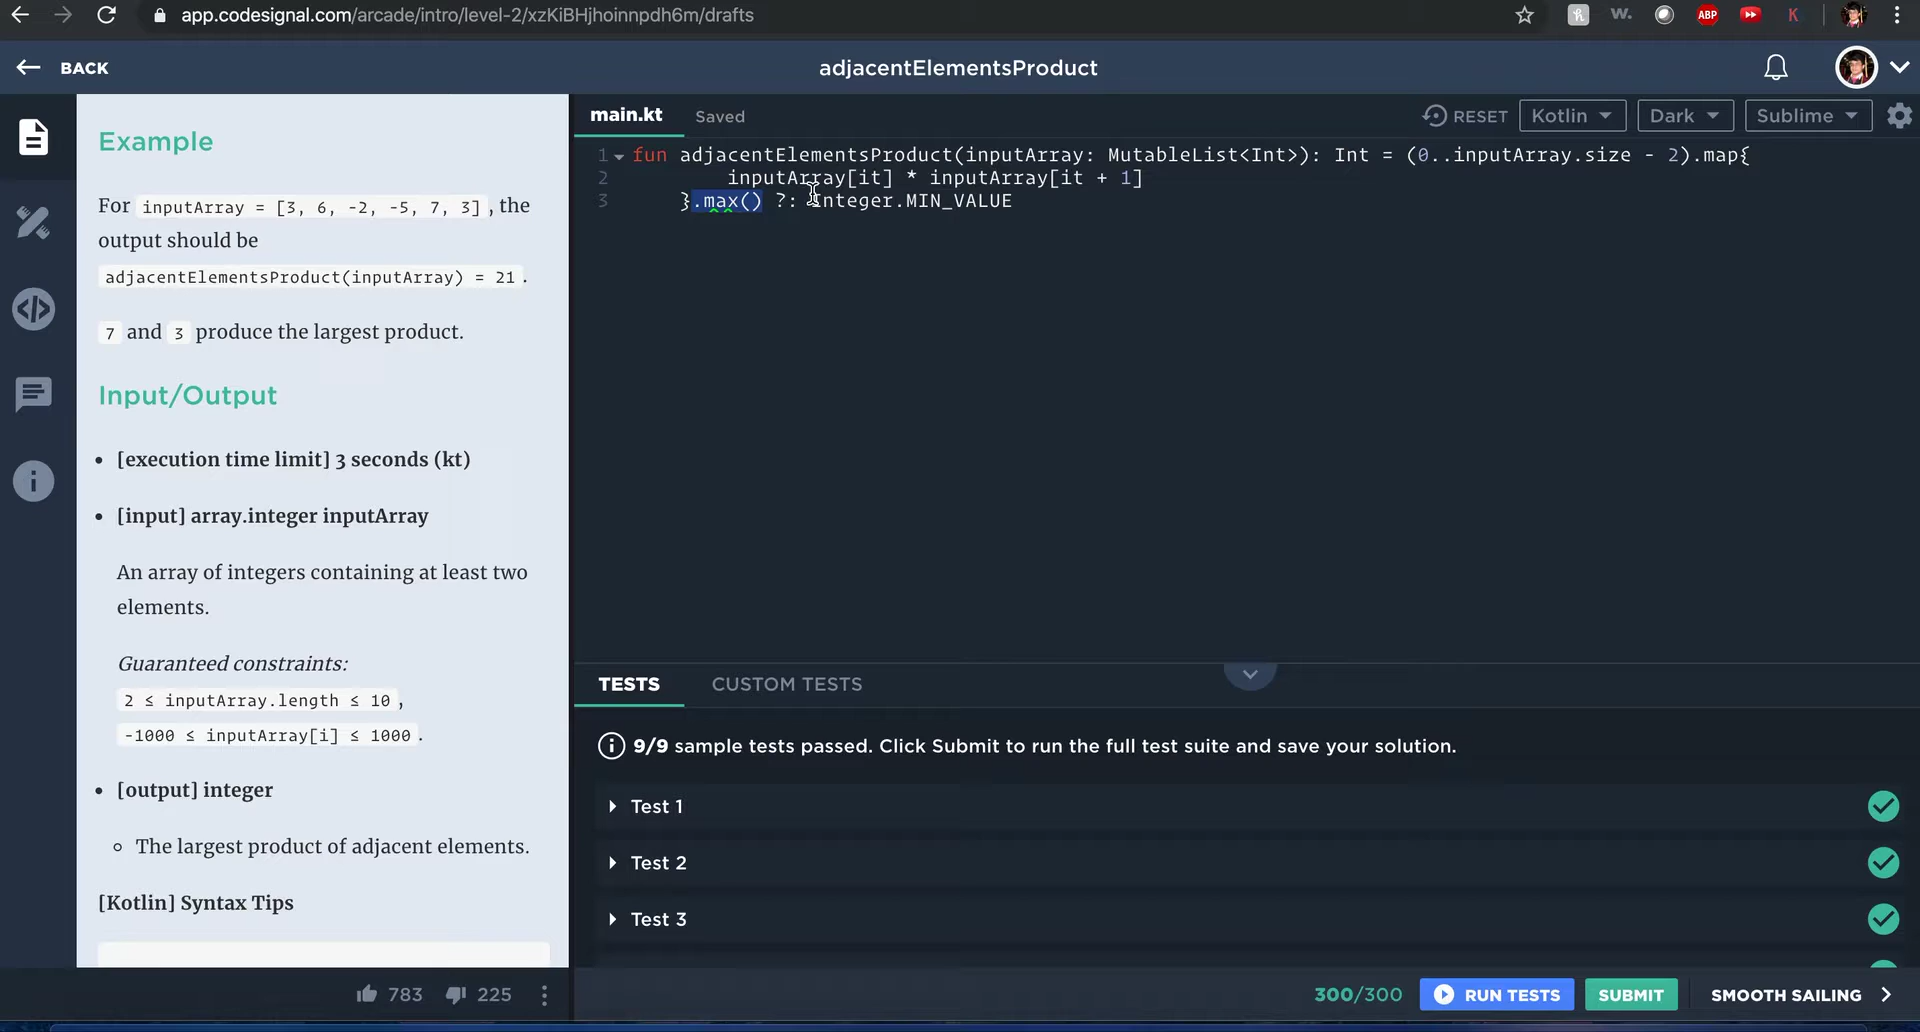 app.codesignal.com/arcade/intro/level-2/xzKiBHjhoinnpdh6m/drafts
W.
ABP
K
BACK
adjacentElementsProduct
Example
For inputArray = [3, 6, -2, -5, 7, 3], the
output should be
adjacentElementsProduct(inputArray) = 21.
7 and 3 produce the largest product.
Input/Output
• [execution time limit] 3 seconds (kt)
• [input] array.integer inputArray
An array of integers containing at least two
elements.
Guaranteed constraints:
2 ≤ inputArray.length ≤ 10,
-1000 ≤ inputArray[i] ≤ 1000.
• [output] integer
The largest product of adjacent elements.
[Kotlin] Syntax Tips
783 225
main.kt Saved RESET Kotlin Dark Sublime
1 fun adjacentElementsProduct(inputArray: MutableList<Int>): Int = (0..inputArray.size - 2).map{
2 inputArray[it] * inputArray[it + 1]
3 }.max() ?: Integer.MIN_VALUE
TESTS CUSTOM TESTS
9/9 sample tests passed. Click Submit to run the full test suite and save your solution.
Test 1
Test 2
Test 3
300/300 RUN TESTS SUBMIT SMOOTH SAILING